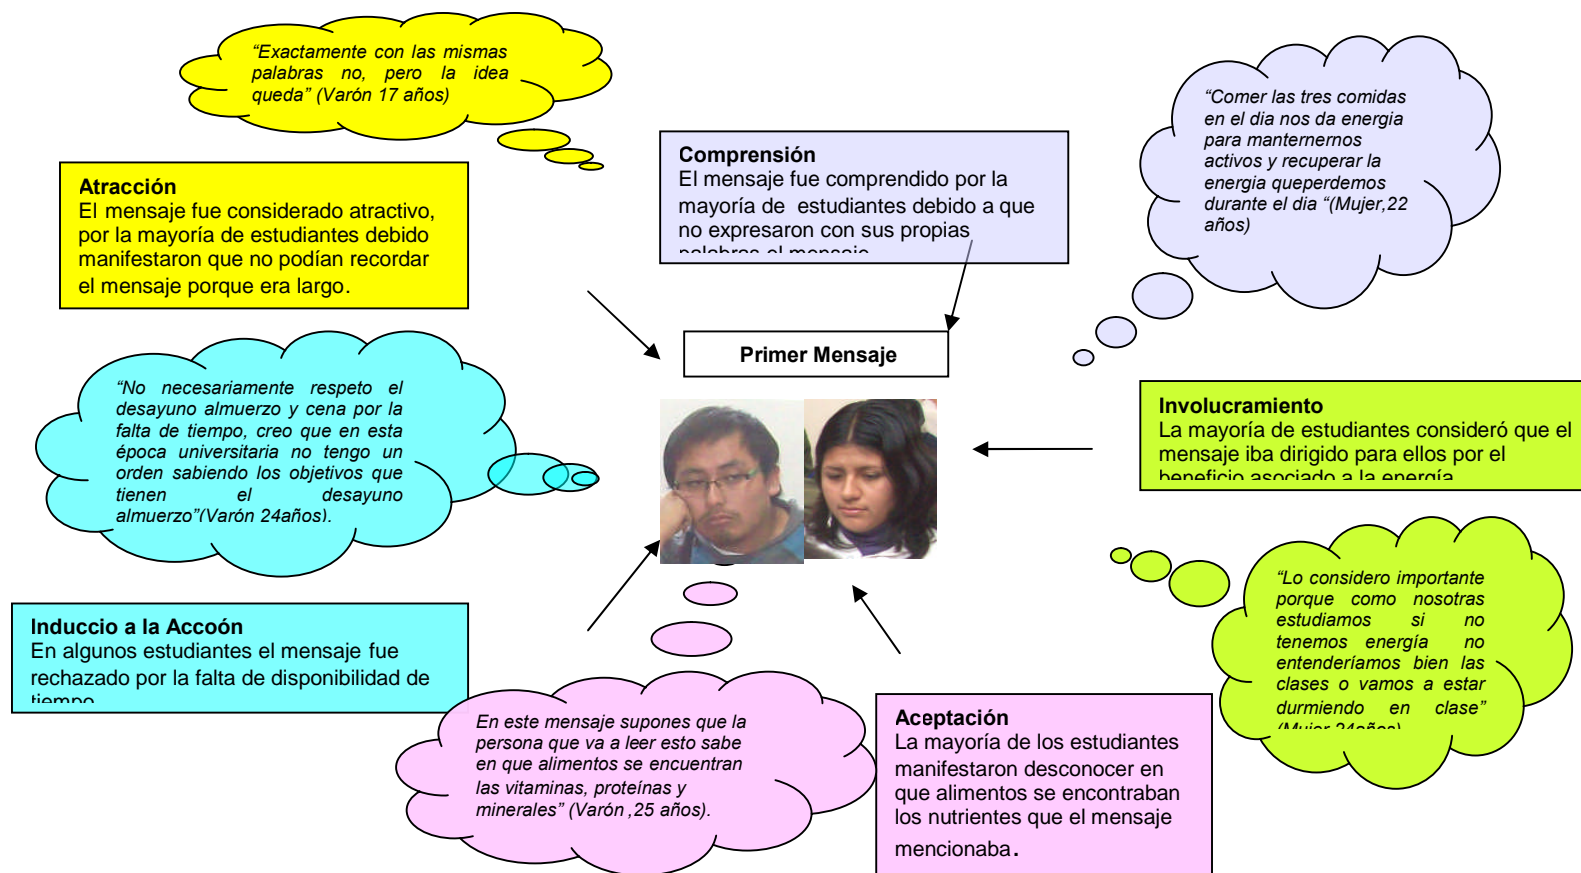 “Exactamente con las mismas
palabras no, pero la idea
queda” (Varón 17 años)
Atracción
El mensaje fue considerado atractivo,
por la mayoría de estudiantes debido
manifestaron que no podían recordar
el mensaje porque era largo.
Comprensión
El mensaje fue comprendido por la
mayoría de estudiantes debido a que
no expresaron con sus propias
palabras el mensaje
“Comer las tres comidas
en el dia nos da energia
para manternernos
activos y recuperar la
energia queperdemos
durante el dia “(Mujer,22
años)
Primer Mensaje
“No necesariamente respeto el
desayuno almuerzo y cena por la
falta de tiempo, creo que en esta
época universitaria no tengo un
orden sabiendo los objetivos que
tienen el desayuno
almuerzo”(Varón 24años).
Involucramiento
La mayoría de estudiantes consideró que el
mensaje iba dirigido para ellos por el
beneficio asociado a la energía
“Lo considero importante
porque como nosotras
estudiamos si no
tenemos energía no
entenderíamos bien las
clases o vamos a estar
durmiendo en clase”
(Mujer 24años)
Induccio a la Accoón
En algunos estudiantes el mensaje fue
rechazado por la falta de disponibilidad de
tiempo
En este mensaje supones que la
persona que va a leer esto sabe
en que alimentos se encuentran
las vitaminas, proteínas y
minerales” (Varón ,25 años).
Aceptación
La mayoría de los estudiantes
manifestaron desconocer en
que alimentos se encontraban
los nutrientes que el mensaje
mencionaba.